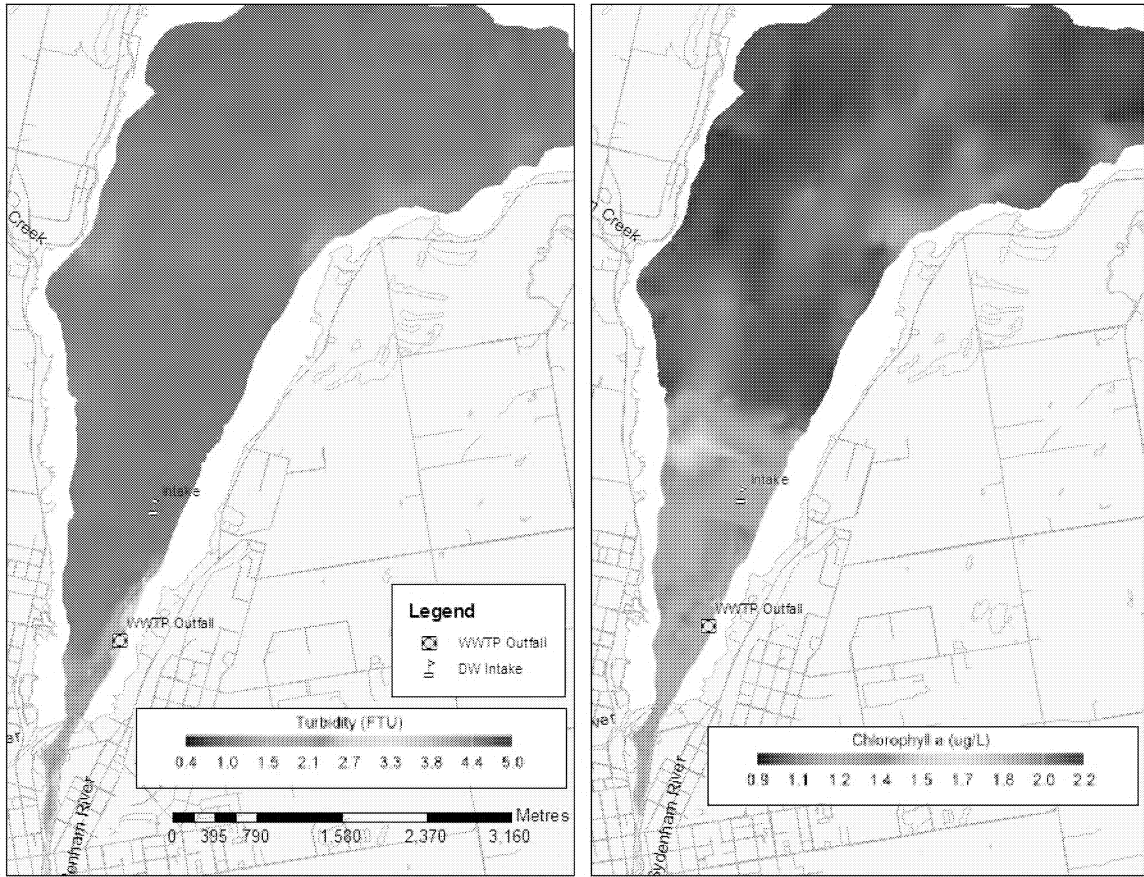 Creek
Intake
WWTP Outfall
Legend
WWTP Outfall
DW Intake
Turbidity (FTU)
0.4 1.0 1.5 2.1 2.7 3.3 3.8 4.4 5.0
Metres
0 395 790 1,580 2,370 3,160
enham River
Creek
Intake
WWTP Outfall
Chlorophyll a (ug/L)
0.9 1.1 1.2 1.4 1.5 1.7 1.8 2.0 2.2
Sydenham River